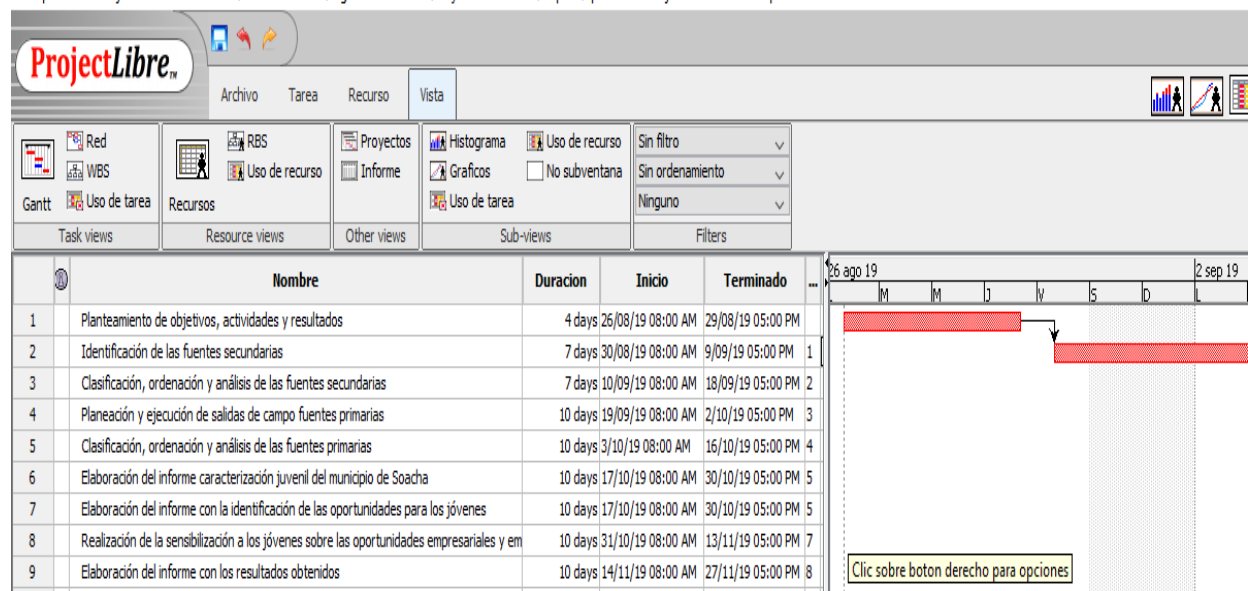 ProjectLibre TM
Archivo Tarea Recurso Vista
Red RBS Proyectos Histograma Uso de recurso Sin filtro
WBS Uso de recurso Informe Graficos No subventana Sin ordenamiento
Gantt Uso de tarea Recursos Uso de tarea Ninguno
Task views Resource views Other views Sub-views Filters
Nombre Duracion Inicio Terminado ... 26 ago 19 2 sep 19
M M J V S D L
1 Planteamiento de objetivos, actividades y resultados 4 days 26/08/19 08:00 AM 29/08/19 05:00 PM
2 Identificación de las fuentes secundarias 7 days 30/08/19 08:00 AM 9/09/19 05:00 PM 1
3 Clasificación, ordenación y análisis de las fuentes secundarias 7 days 10/09/19 08:00 AM 18/09/19 05:00 PM 2
4 Planeación y ejecución de salidas de campo fuentes primarias 10 days 19/09/19 08:00 AM 2/10/19 05:00 PM 3
5 Clasificación, ordenación y análisis de las fuentes primarias 10 days 3/10/19 08:00 AM 16/10/19 05:00 PM 4
6 Elaboración del informe caracterización juvenil del municipio de Soacha 10 days 17/10/19 08:00 AM 30/10/19 05:00 PM 5
7 Elaboración del informe con la identificación de las oportunidades para los jóvenes 10 days 17/10/19 08:00 AM 30/10/19 05:00 PM 5
8 Realización de la sensibilización a los jóvenes sobre las oportunidades empresariales y em 10 days 31/10/19 08:00 AM 13/11/19 05:00 PM 7
9 Elaboración del informe con los resultados obtenidos 10 days 14/11/19 08:00 AM 27/11/19 05:00 PM 8
Clic sobre boton derecho para opciones